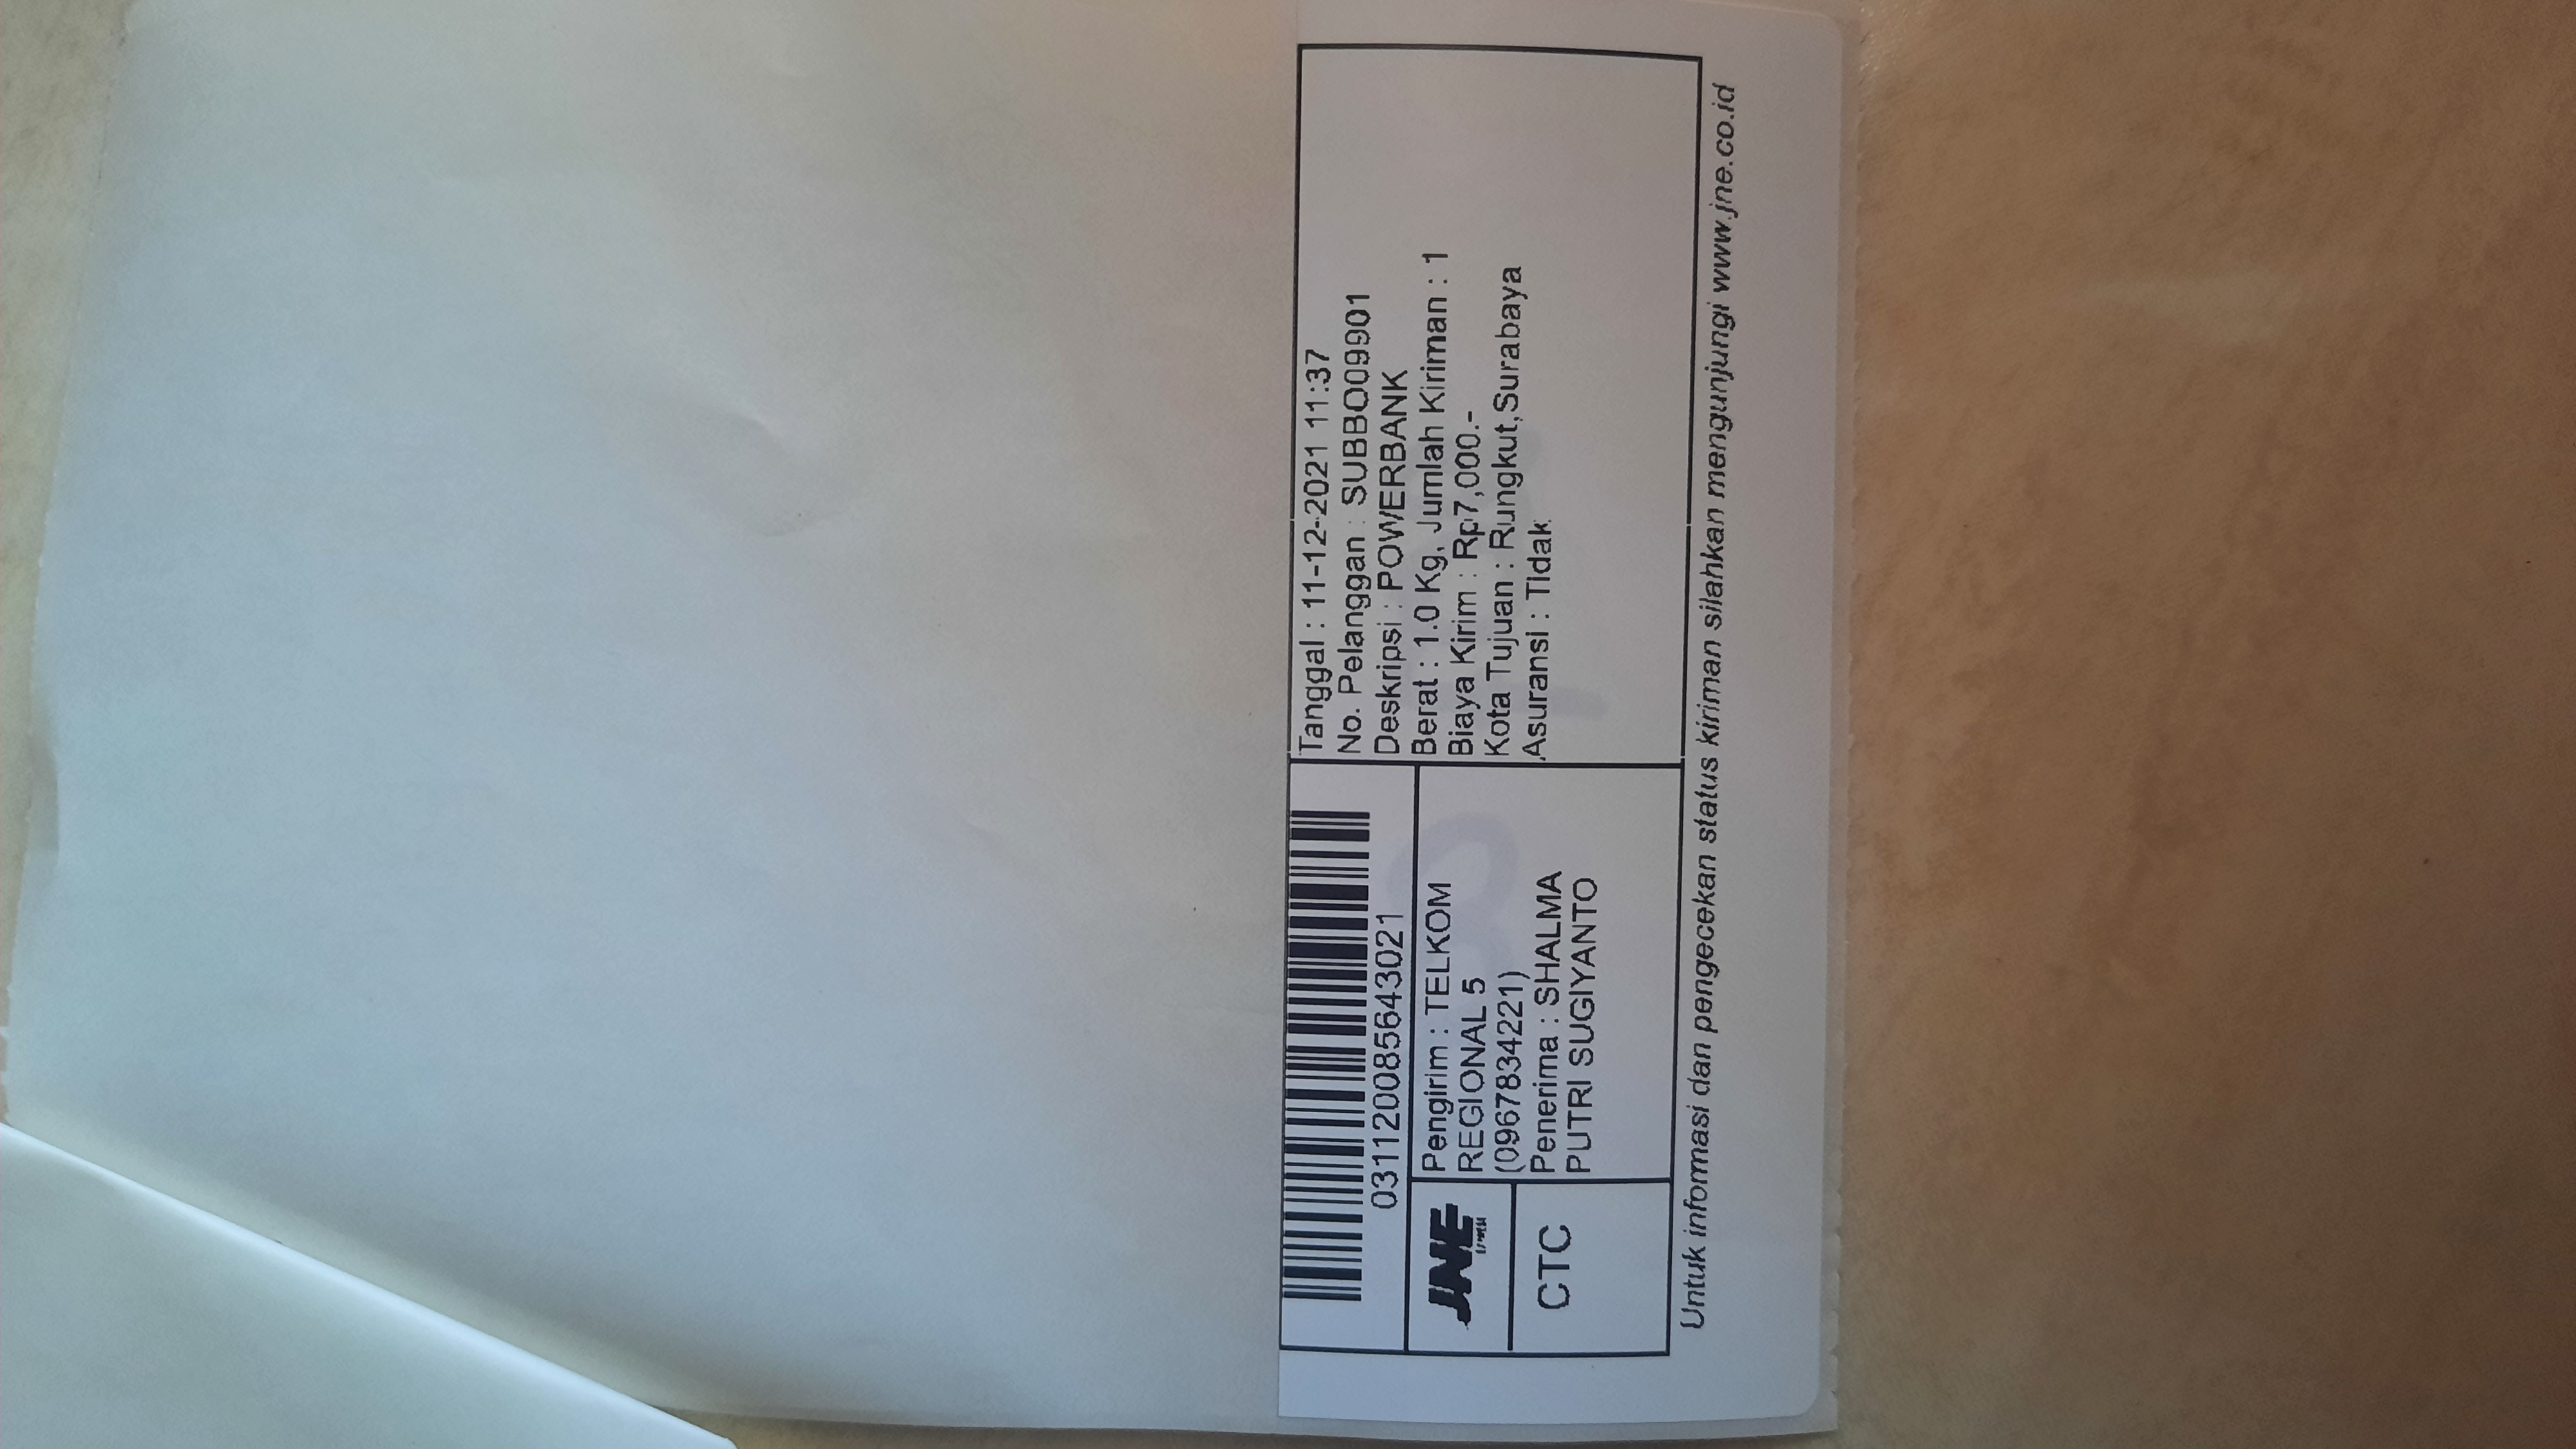 031120085643021
JNE
CTC
Pengirim : TELKOM
REGIONAL 5
(0967834221)
Penerima : SHALMA
PUTRI SUGIYANTO
Tanggal : 11-12-2021 11:37
No. Pelanggan : SUBBO09901
Deskripsi : POWERBANK
Berat : 1.0 Kg, Jumlah Kiriman : 1
Biaya Kirim : Rp7,000.-
Kota Tujuan : Rungkut,Surabaya
Asuransi : Tidak
Untuk informasi dan pengecekan status kiriman silahkan mengunjungi www.jne.co.id